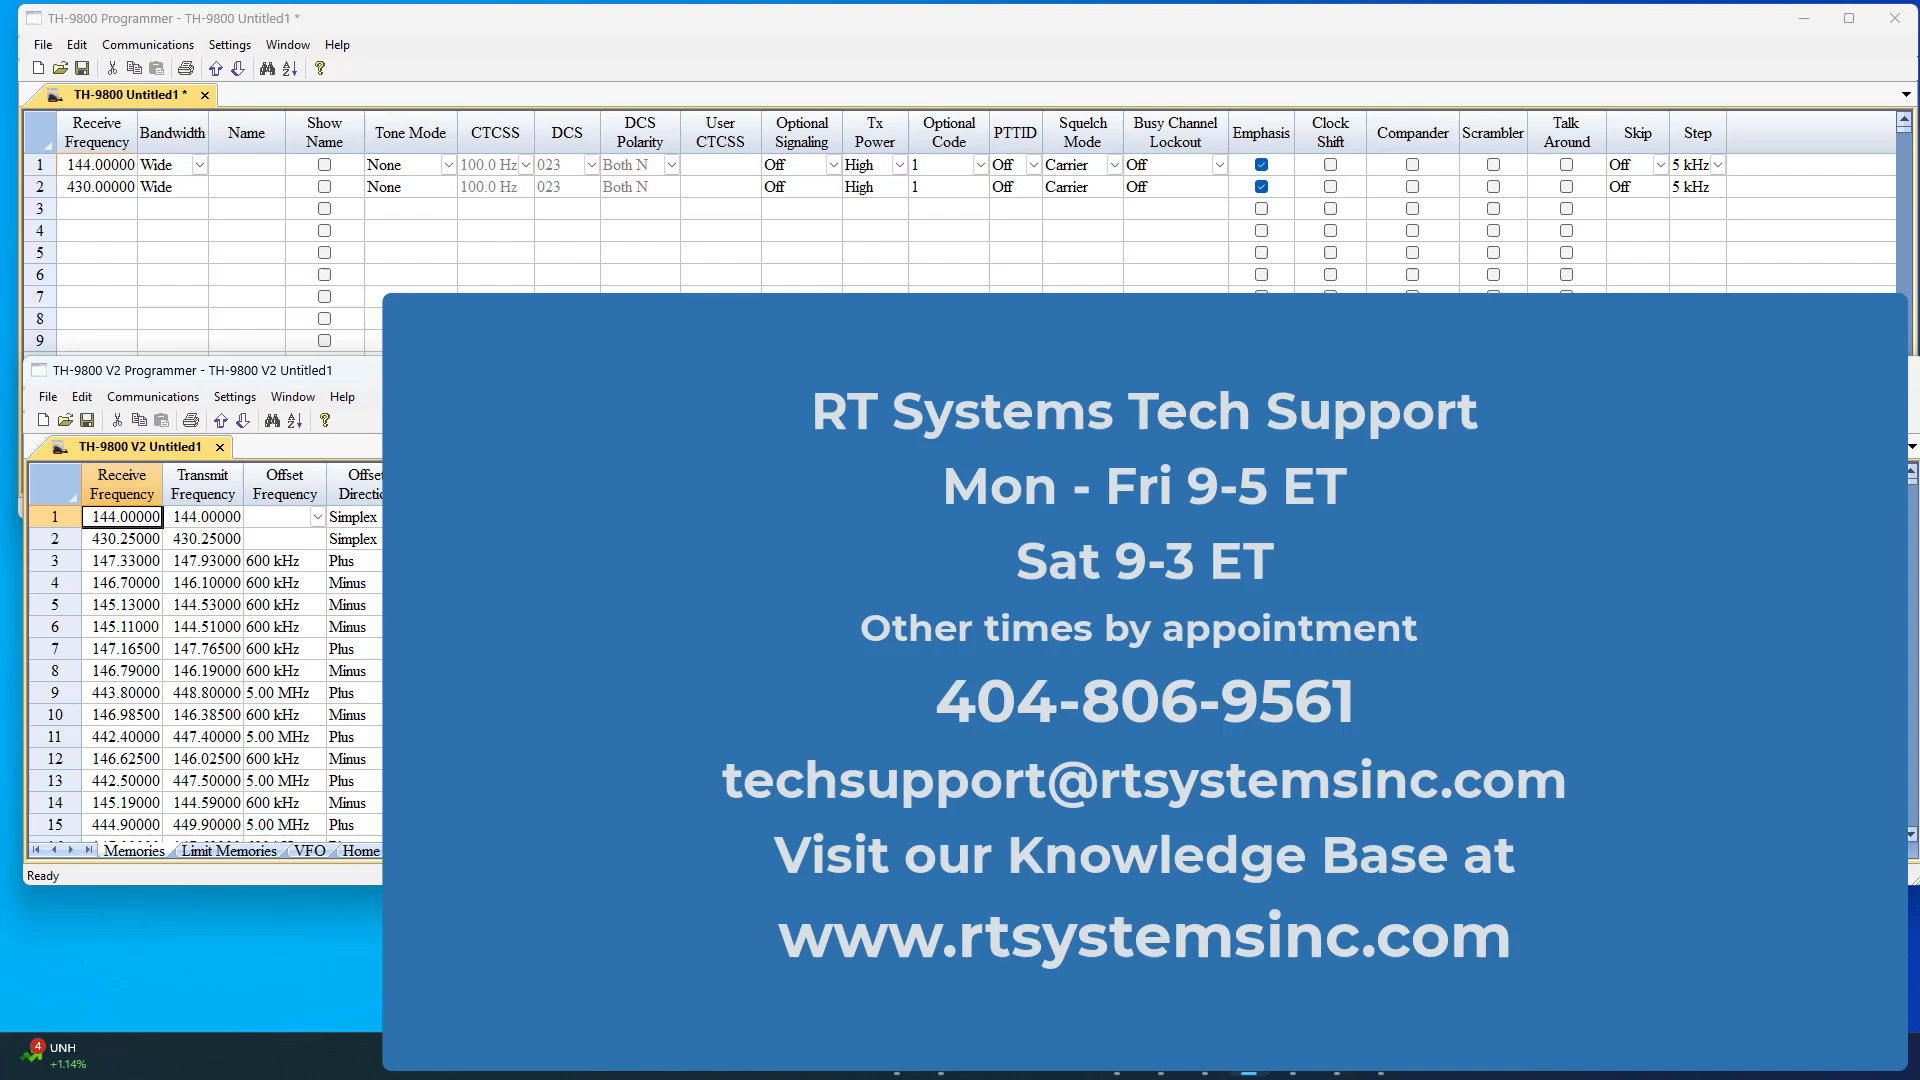 TH-9800 Programmer - TH-9800 Untitled1 *
File Edit Communications Settings Window Help
TH-9800 Untitled1 *
Receive Frequency Bandwidth Name Show Name Tone Mode CTCSS DCS DCS Polarity User CTCSS Optional Signaling Tx Power Optional Code PTTID Squelch Mode Busy Channel Lockout Emphasis Clock Shift Compander Scrambler Talk Around Skip Step
1 144.00000 Wide None 100.0 Hz 023 Both N Off High 1 Off Carrier Off Off 5 kHz
2 430.00000 Wide None 100.0 Hz 023 Both N Off High 1 Off Carrier Off Off 5 kHz
3
4
5
6
7
8
9
TH-9800 V2 Programmer - TH-9800 V2 Untitled1
File Edit Communications Settings Window Help
TH-9800 V2 Untitled1
Receive Frequency Transmit Frequency Offset Frequency Offset
1 144.00000 144.00000 Simplex
2 430.25000 430.25000 Simplex
3 147.33000 147.93000 600 kHz Plus
4 146.70000 146.10000 600 kHz Minus
5 145.13000 144.53000 600 kHz Minus
6 145.11000 144.51000 600 kHz Minus
7 147.16500 147.76500 600 kHz Plus
8 146.79000 146.19000 600 kHz Minus
9 443.80000 448.80000 5.00 MHz Plus
10 146.98500 146.38500 600 kHz Minus
11 442.40000 447.40000 5.00 MHz Plus
12 146.62500 146.02500 600 kHz Minus
13 442.50000 447.50000 5.00 MHz Plus
14 145.19000 144.59000 600 kHz Minus
15 444.90000 449.90000 5.00 MHz Plus
Memories Limit Memories VFO Home
Ready
RT Systems Tech Support
Mon - Fri 9-5 ET
Sat 9-3 ET
Other times by appointment
404-806-9561
techsupport@rtsystemsinc.com
Visit our Knowledge Base at
www.rtsystemsinc.com
4 UNH
+1.14%